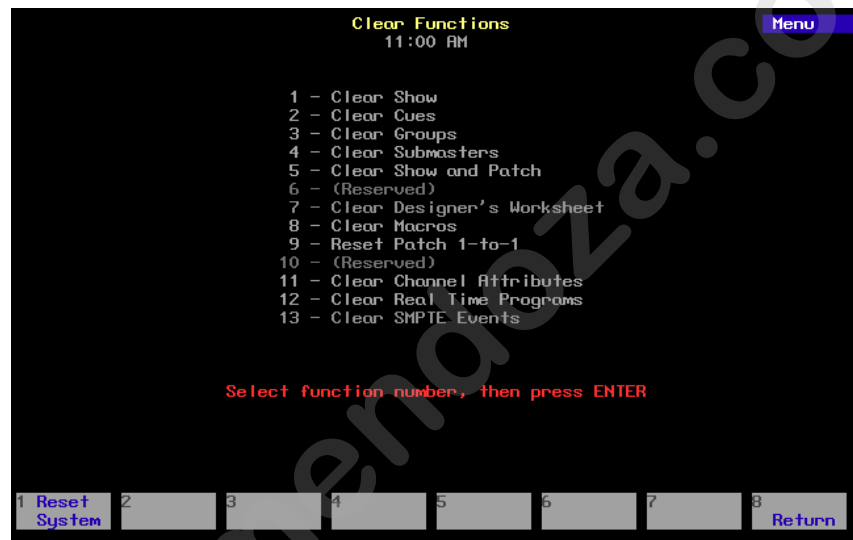 Clear Functions
Menu
11:00 AM
1 - Clear Show
2 - Clear Cues
3 - Clear Groups
4 - Clear Submasters
5 - Clear Show and Patch
6 - (Reserved)
7 - Clear Designer's Worksheet
8 - Clear Macros
9 - Reset Patch 1-to-1
10 - (Reserved)
11 - Clear Channel Attributes
12 - Clear Real Time Programs
13 - Clear SMPTE Events
Select function number, then press ENTER
1 Reset System
2
3
4
5
6
7
8 Return
mendoza.co